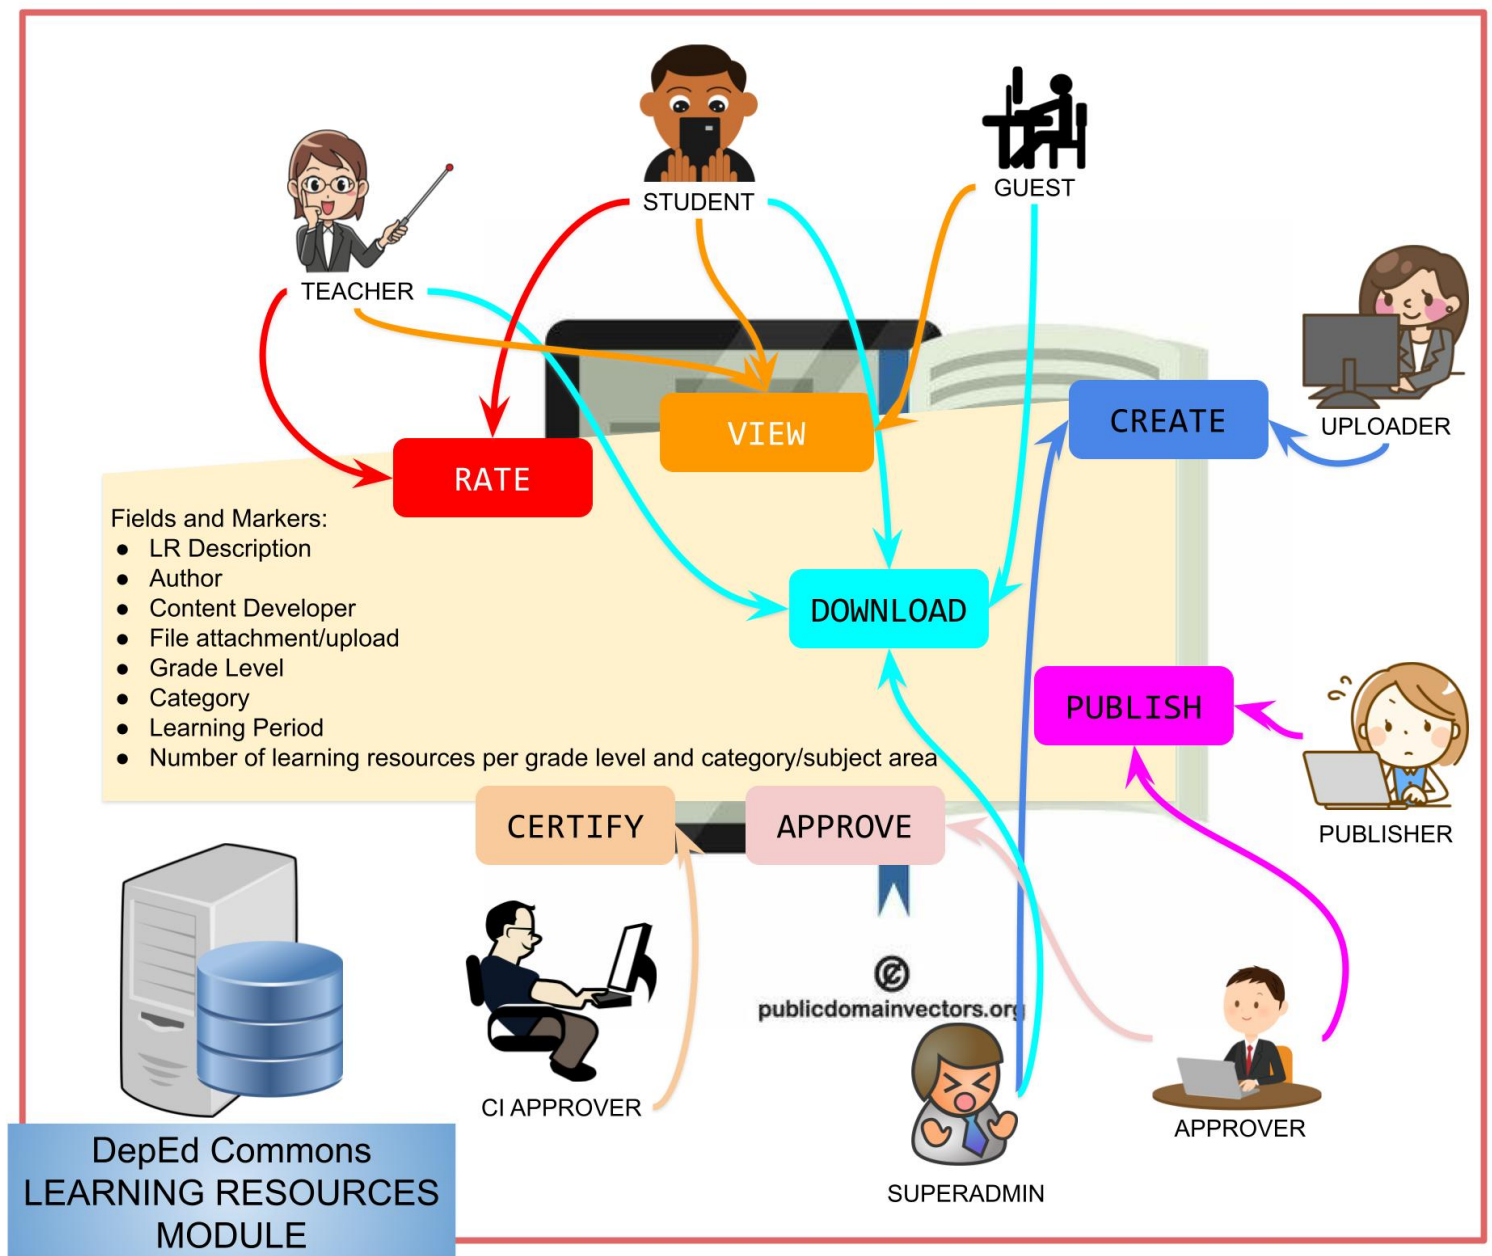 STUDENT
GUEST
TEACHER
UPLOADER
CREATE
VIEW
RATE
Fields and Markers:
● LR Description
● Author
● Content Developer
● File attachment/upload
● Grade Level
● Category
● Learning Period
● Number of learning resources per grade level and category/subject area
DOWNLOAD
PUBLISH
PUBLISHER
CERTIFY
APPROVE
publicdomainvectors.org
CI APPROVER
APPROVER
SUPERADMIN
DepEd Commons
LEARNING RESOURCES
MODULE